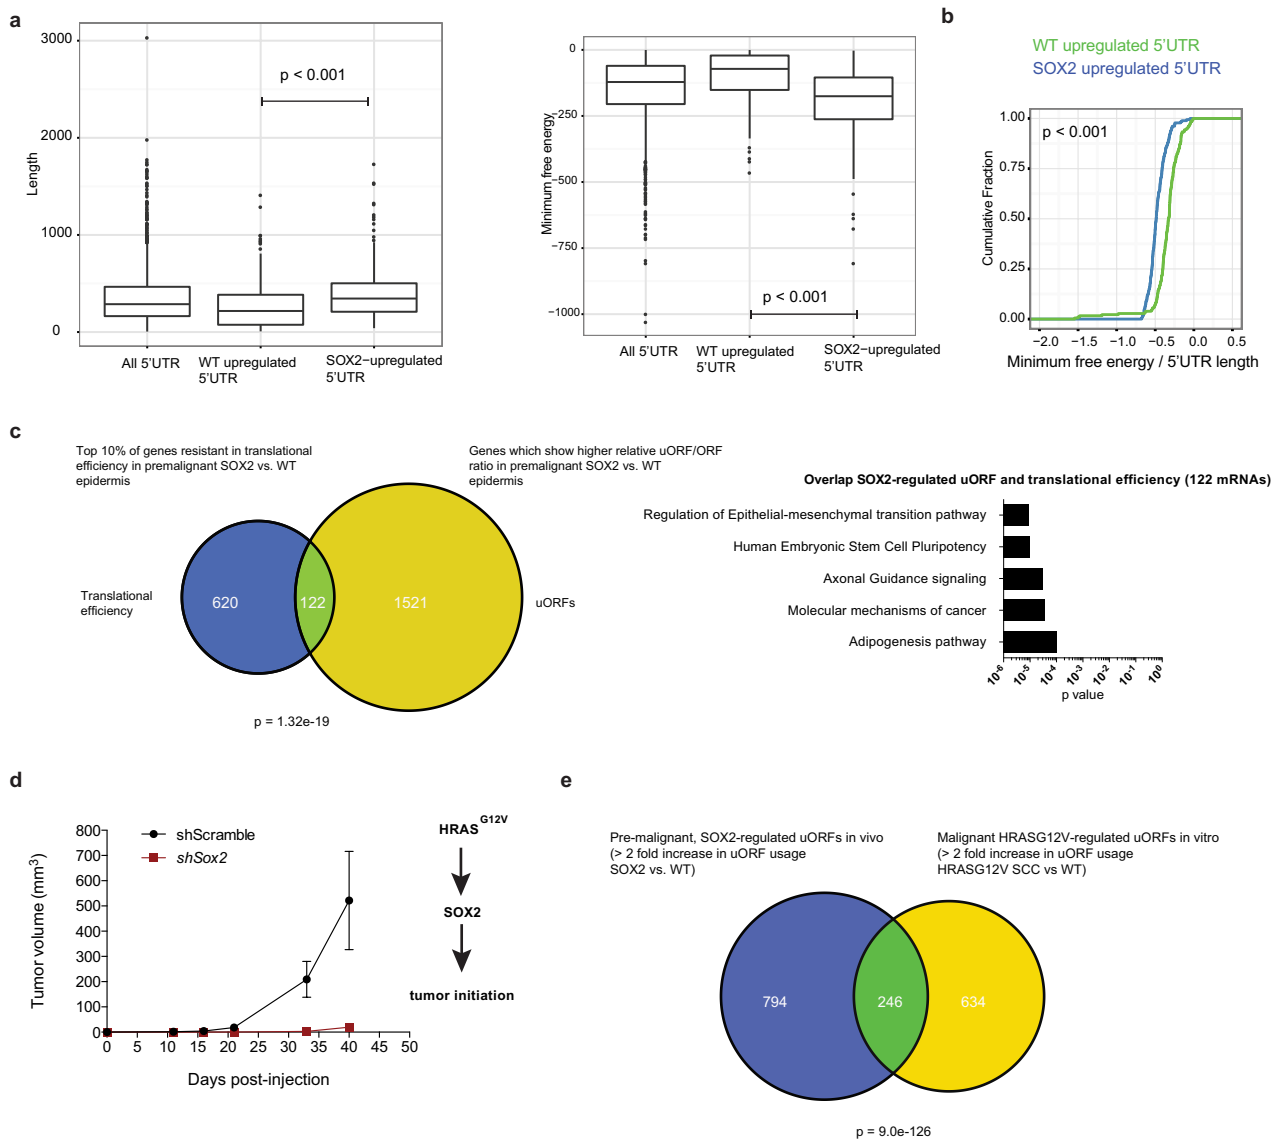 a
3000
2000
1000
0
Length
p < 0.001
All 5'UTR
WT upregulated
5'UTR
SOX2−upregulated
5'UTR
0
−250
−500
−750
−1000
Minimum free energy
p < 0.001
All 5'UTR
WT upregulated
5'UTR
SOX2−upregulated
5'UTR
b
WT upregulated 5'UTR
SOX2 upregulated 5'UTR
p < 0.001
1.00
0.75
0.50
0.25
0.00
Cumulative Fraction
−2.0 −1.5 −1.0 −0.5 0.0 0.5
Minimum free energy / 5'UTR length
c
Top 10% of genes resistant in translational
efficiency in premalignant SOX2 vs. WT
epidermis
Genes which show higher relative uORF/ORF
ratio in premalignant SOX2 vs. WT
epidermis
Translational
efficiency
620
122
1521
uORFs
p = 1.32e-19
Overlap SOX2-regulated uORF and translational efficiency (122 mRNAs)
Regulation of Epithelial-mesenchymal transition pathway
Human Embryonic Stem Cell Pluripotency
Axonal Guidance signaling
Molecular mechanisms of cancer
Adipogenesis pathway
10-6 10-5 10-4 10-3 10-2 10-1 100
p value
d
shScramble
shSox2
800
700
600
500
400
300
200
100
0
Tumor volume (mm3)
0 5 10 15 20 25 30 35 40 45 50
Days post-injection
HRAS G12V
SOX2
tumor initiation
e
Pre-malignant, SOX2-regulated uORFs in vivo
(> 2 fold increase in uORF usage
SOX2 vs. WT)
Malignant HRASG12V-regulated uORFs in vitro
(> 2 fold increase in uORF usage
HRASG12V SCC vs WT)
794
246
634
p = 9.0e-126